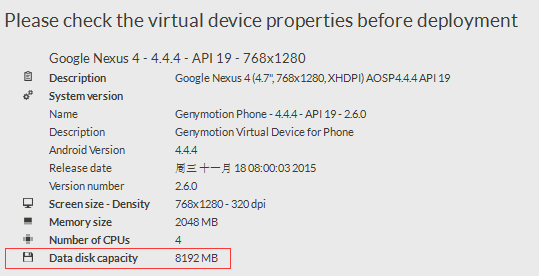 Please check the virtual device properties before deployment
Google Nexus 4 - 4.4.4 - API 19 - 768x1280
Description Google Nexus 4 (4.7", 768x1280, XHDPI) AOSP4.4.4 API 19
System version
Name Genymotion Phone - 4.4.4 - API 19 - 2.6.0
Description Genymotion Virtual Device for Phone
Android Version 4.4.4
Release date 周三 十一月 18 08:00:03 2015
Version number 2.6.0
Screen size - Density 768x1280 - 320 dpi
Memory size 2048 MB
Number of CPUs 4
Data disk capacity 8192 MB